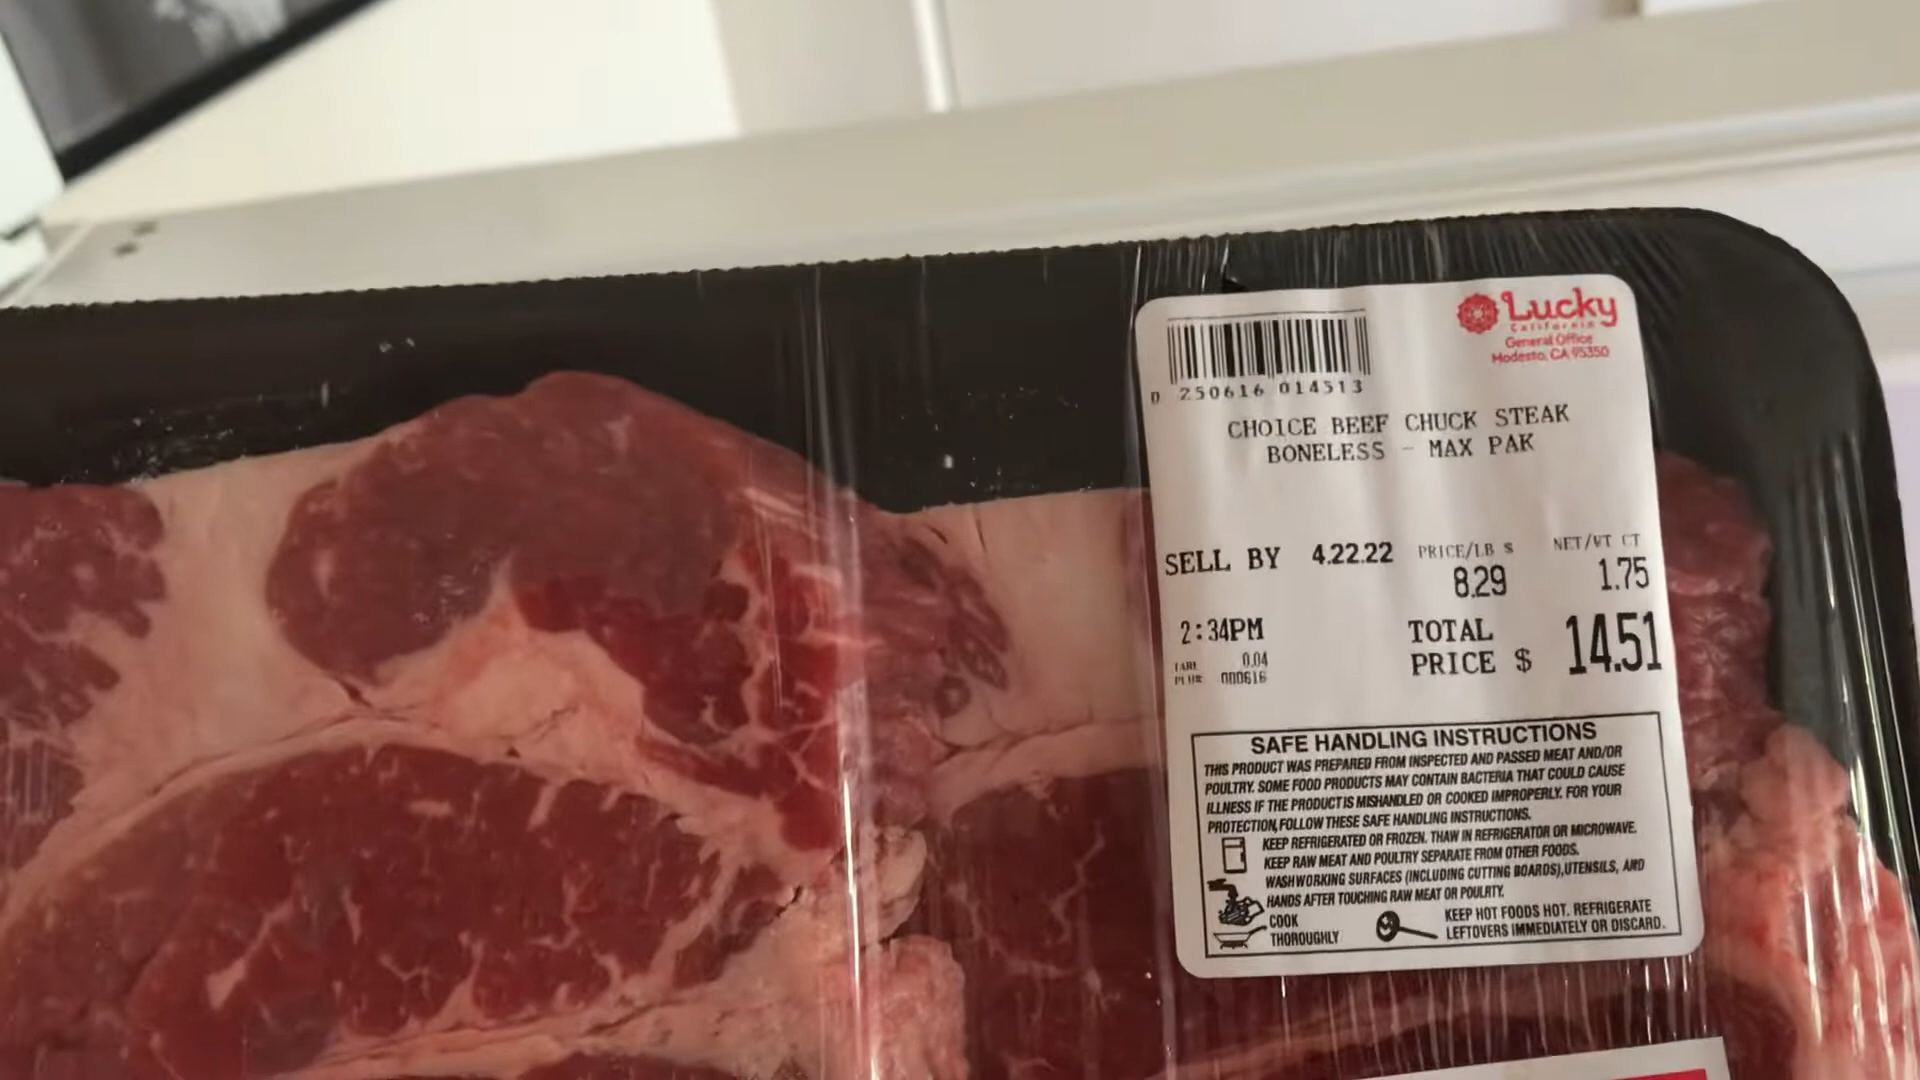 Lucky
California
General Office
Modesto, CA 95350
0 250616 014513
CHOICE BEEF CHUCK STEAK
BONELESS - MAX PAK
SELL BY 4.22.22 PRICE/LB $ NET/WT CT
8.29 1.75
2:34PM TOTAL
PRICE $ 14.51
TARE 0.04
PLU# 000616
SAFE HANDLING INSTRUCTIONS
THIS PRODUCT WAS PREPARED FROM INSPECTED AND PASSED MEAT AND/OR
POULTRY. SOME FOOD PRODUCTS MAY CONTAIN BACTERIA THAT COULD CAUSE
ILLNESS IF THE PRODUCT IS MISHANDLED OR COOKED IMPROPERLY. FOR YOUR
PROTECTION, FOLLOW THESE SAFE HANDLING INSTRUCTIONS.
KEEP REFRIGERATED OR FROZEN. THAW IN REFRIGERATOR OR MICROWAVE.
KEEP RAW MEAT AND POULTRY SEPARATE FROM OTHER FOODS.
WASH WORKING SURFACES (INCLUDING CUTTING BOARDS), UTENSILS, AND
HANDS AFTER TOUCHING RAW MEAT OR POULRTY.
COOK
THOROUGHLY
KEEP HOT FOODS HOT. REFRIGERATE
LEFTOVERS IMMEDIATELY OR DISCARD.